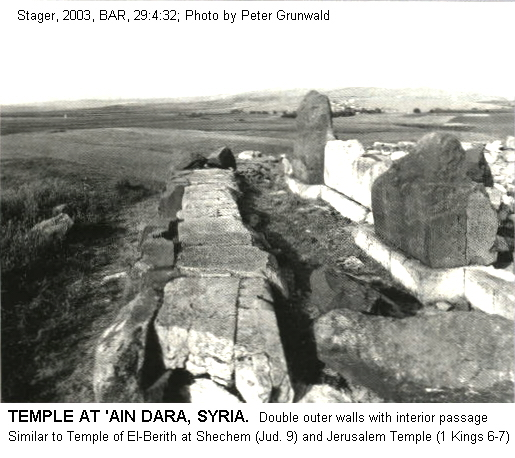 Stager, 2003, BAR, 29:4:32; Photo by Peter Grunwald
TEMPLE AT 'AIN DARA, SYRIA. Double outer walls with interior passage
Similar to Temple of El-Berith at Shechem (Jud. 9) and Jerusalem Temple (1 Kings 6-7)